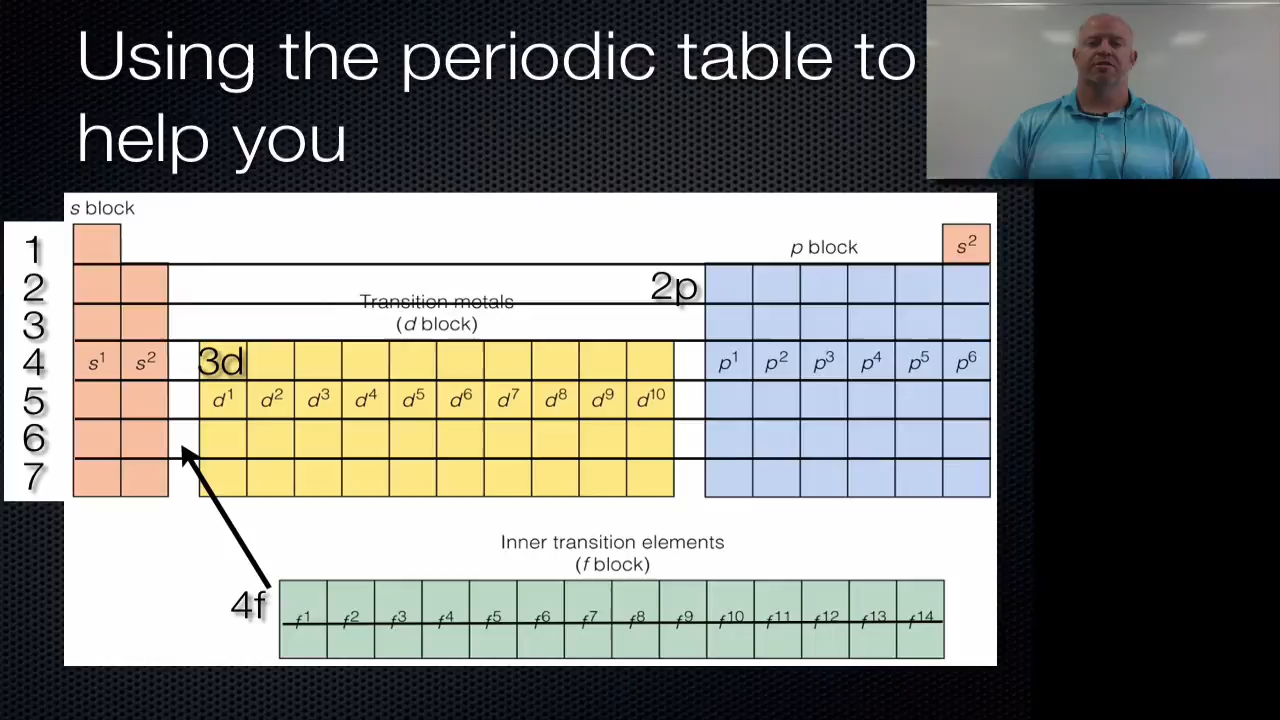 Using the periodic table to
help you
s block
1
p block
s²
2
2p
Transition metals
(d block)
3
4
s¹ s²
3d
p¹ p² p³ p⁴ p⁵ p⁶
5
d¹ d² d³ d⁴ d⁵ d⁶ d⁷ d⁸ d⁹ d¹⁰
6
7
Inner transition elements
(f block)
4f
f¹ f² f³ f⁴ f⁵ f⁶ f⁷ f⁸ f⁹ f¹⁰ f¹¹ f¹² f¹³ f¹⁴